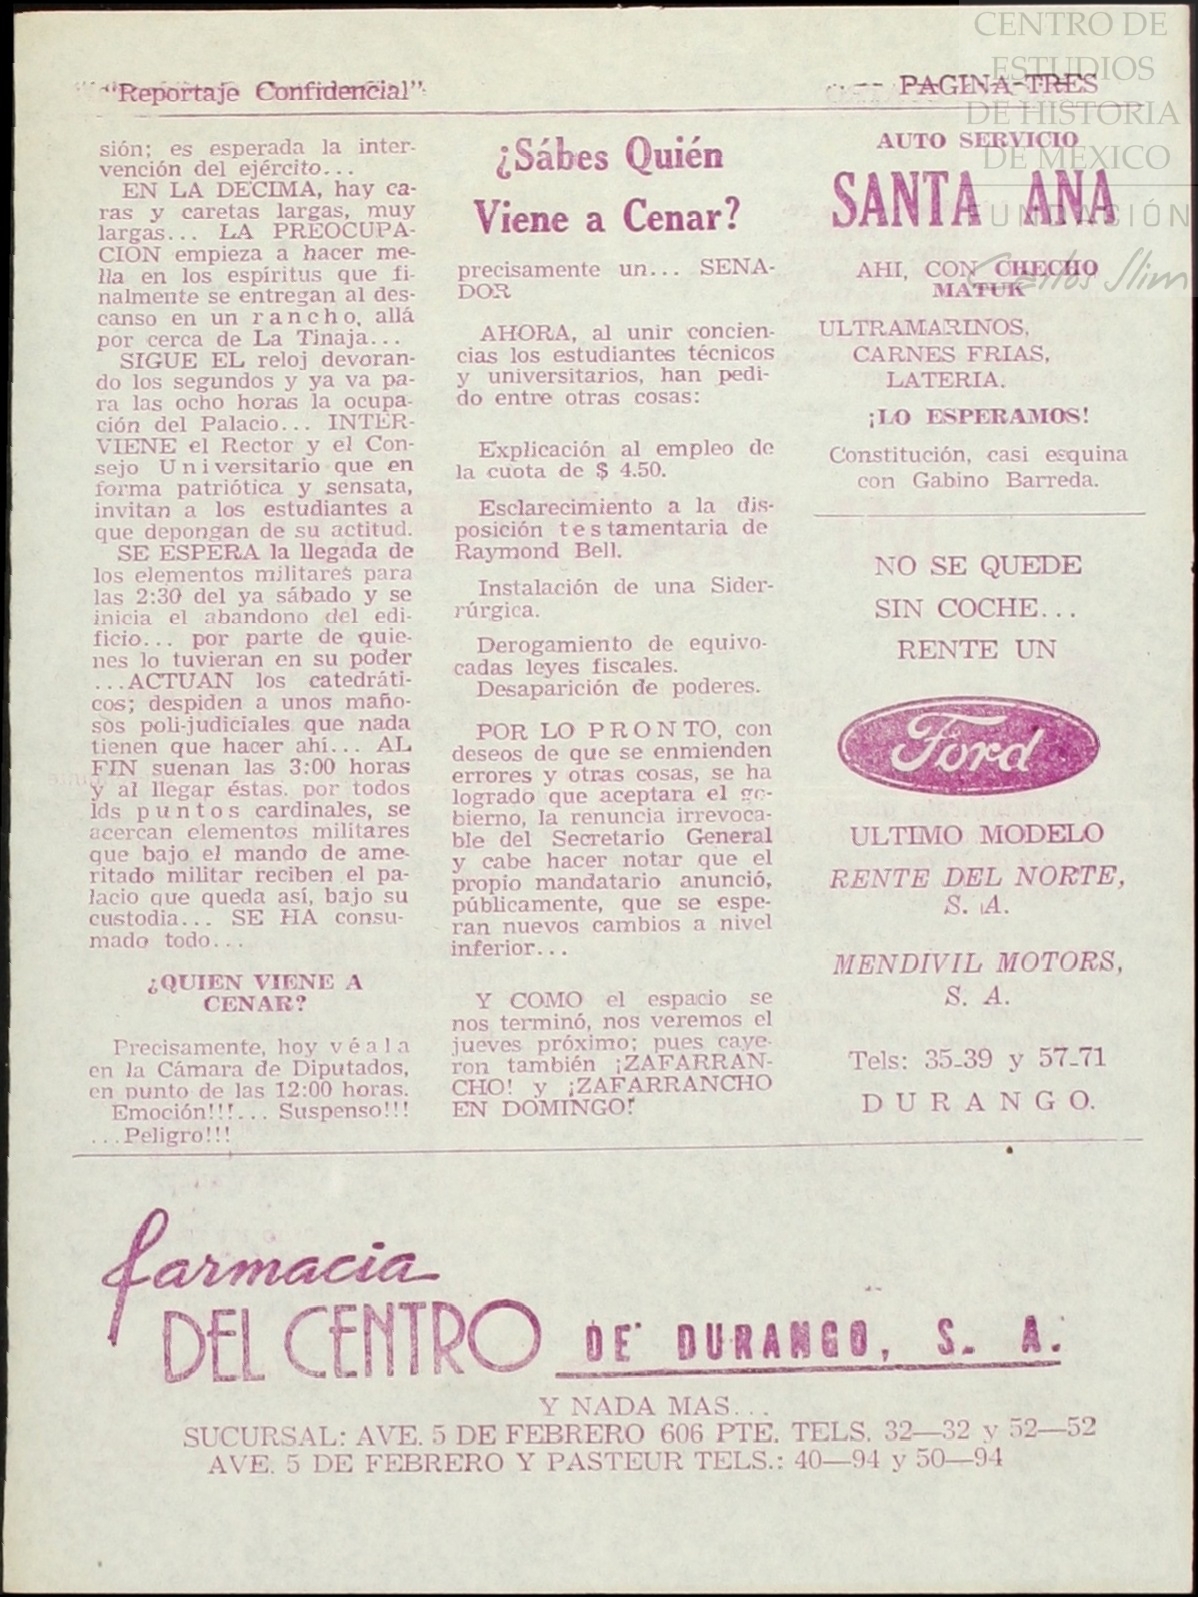 "Reportaje Confidencial"
PAGINA-TRES
sión; es esperada la inter-
vención del ejército...
EN LA DECIMA, hay ca-
ras y caretas largas, muy
largas... LA PREOCUPA-
CION empieza a hacer me-
lla en los espíritus que fi-
nalmente se entregan al des-
canso en un rancho, allá
por cerca de La Tinaja...
SIGUE EL reloj devoran-
do los segundos y ya va pa-
ra las ocho horas la ocupa-
ción del Palacio... INTER-
VIENE el Rector y el Con-
sejo Universitario que en
forma patriótica y sensata,
invitan a los estudiantes a
que depongan de su actitud.
SE ESPERA la llegada de
los elementos militares para
las 2:30 del ya sábado y se
inicia el abandono del edi-
ficio... por parte de quie-
nes lo tuvieran en su poder
...ACTUAN los catedráti-
cos; despiden a unos maño-
sos poli-judiciales que nada
tienen que hacer ahí... AL
FIN suenan las 3:00 horas
y al llegar éstas. por todos
lds puntos cardinales, se
acercan elementos militares
que bajo el mando de ame-
ritado militar reciben el pa-
lacio que queda así, bajo su
custodia... SE HA consu-
mado todo...
¿QUIEN VIENE A
CENAR?
Precisamente, hoy véala
en la Cámara de Diputados,
en punto de las 12:00 horas.
Emoción!!!... Suspenso!!!
...Peligro!!!
¿Sábes Quién
Viene a Cenar?
precisamente un... SENA-
DOR
AHORA, al unir concien-
cias los estudiantes técnicos
y universitarios, han pedi-
do entre otras cosas:
Explicación al empleo de
la cuota de $ 4.50.
Esclarecimiento a la dis-
posición testamentaria de
Raymond Bell.
Instalación de una Side­r-
rúrgica.
Derogamiento de equivo-
cadas leyes fiscales.
Desaparición de poderes.
POR LO PRONTO, con
deseos de que se enmienden
errores y otras cosas, se ha
logrado que aceptara el go-
bierno, la renuncia irrevoca-
ble del Secretario General
y cabe hacer notar que el
propio mandatario anunció,
públicamente, que se espe-
ran nuevos cambios a nivel
inferior...
Y COMO el espacio se
nos terminó, nos veremos el
jueves próximo; pues caye-
ron también ¡ZAFARRAN-
CHO! y ¡ZAFARRANCHO
EN DOMINGO!
AUTO SERVICIO
SANTA ANA
AHI, CON CHECHO
MATUK
ULTRAMARINOS,
CARNES FRIAS,
LATERIA.
¡LO ESPERAMOS!
Constitución, casi esquina
con Gabino Barreda.
NO SE QUEDE
SIN COCHE...
RENTE UN
Ford
ULTIMO MODELO
RENTE DEL NORTE,
S. A.
MENDIVIL MOTORS,
S. A.
Tels: 35-39 y 57-71
DURANGO.
farmacia
DEL CENTRO DE DURANGO, S. A.
Y NADA MAS...
SUCURSAL: AVE. 5 DE FEBRERO 606 PTE. TELS. 32—32 y 52—52
AVE. 5 DE FEBRERO Y PASTEUR TELS.: 40—94 y 50—94
CENTRO DE
ESTUDIOS
DE HISTORIA
DE MEXICO
FUNDACIÓN
Carlos Slim